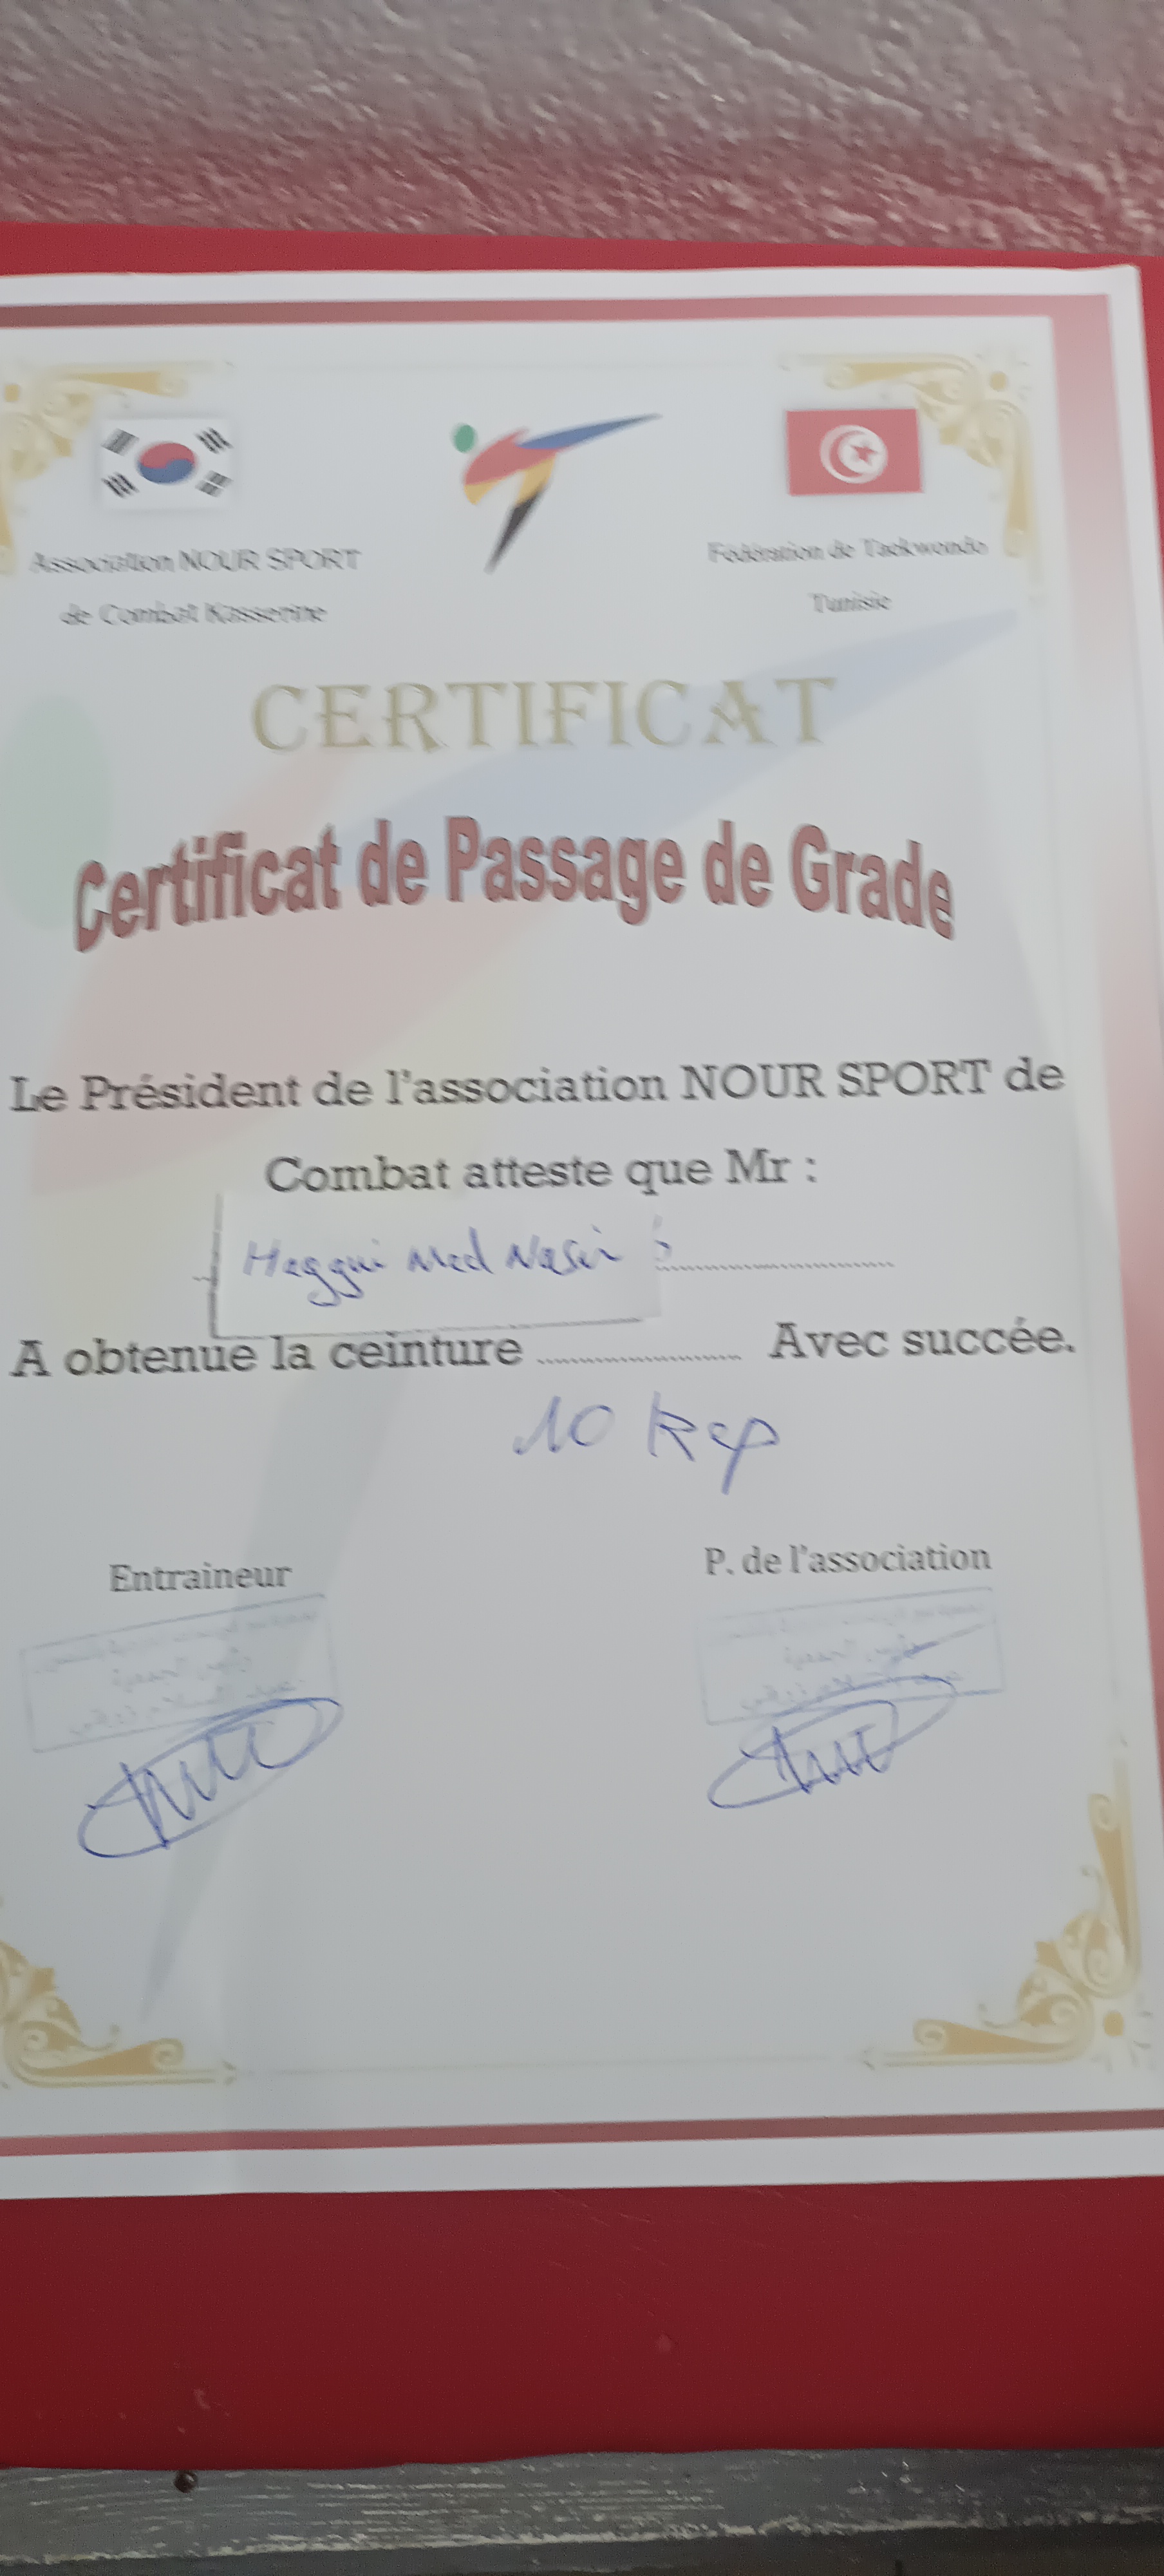 Association NOUR SPORT
de Combat Kasserine
Fédération de Taekwondo
Tunisie
CERTIFICAT
Certificat de Passage de Grade
Le Président de l'association NOUR SPORT de
Combat atteste que Mr :
Haggui Med Nasir
A obtenue la ceinture ........................ Avec succée.
10 Kep
Entraineur
P. de l'association